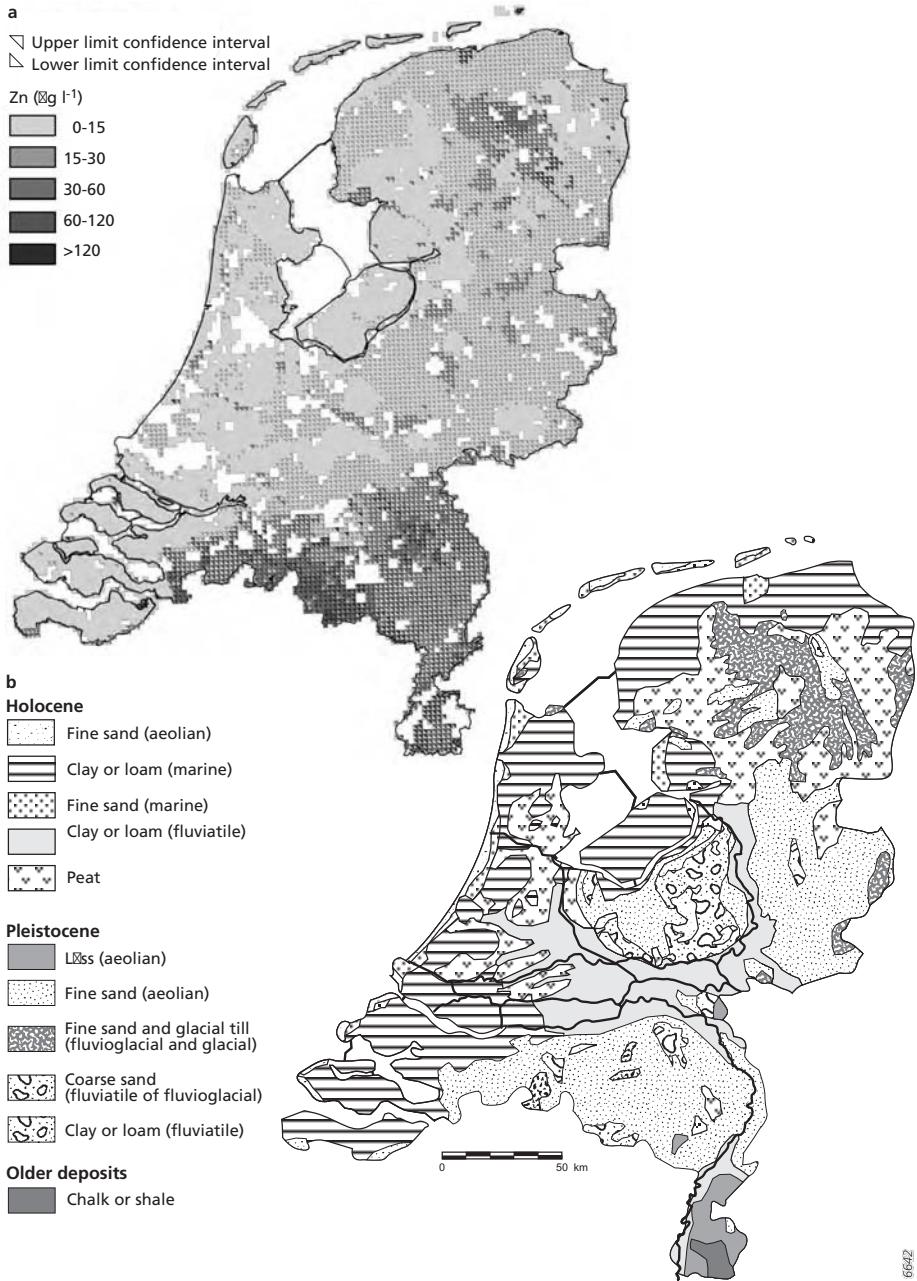 a
Upper limit confidence interval
Lower limit confidence interval
Zn (□g l-1)
0-15
15-30
30-60
60-120
>120
b
Holocene
Fine sand (aeolian)
Clay or loam (marine)
Fine sand (marine)
Clay or loam (fluviatile)
Peat
Pleistocene
L□ss (aeolian)
Fine sand (aeolian)
Fine sand and glacial till
(fluvioglacial and glacial)
Coarse sand
(fluviatile of fluvioglacial)
Clay or loam (fluviatile)
Older deposits
Chalk or shale
0 50 km
6642